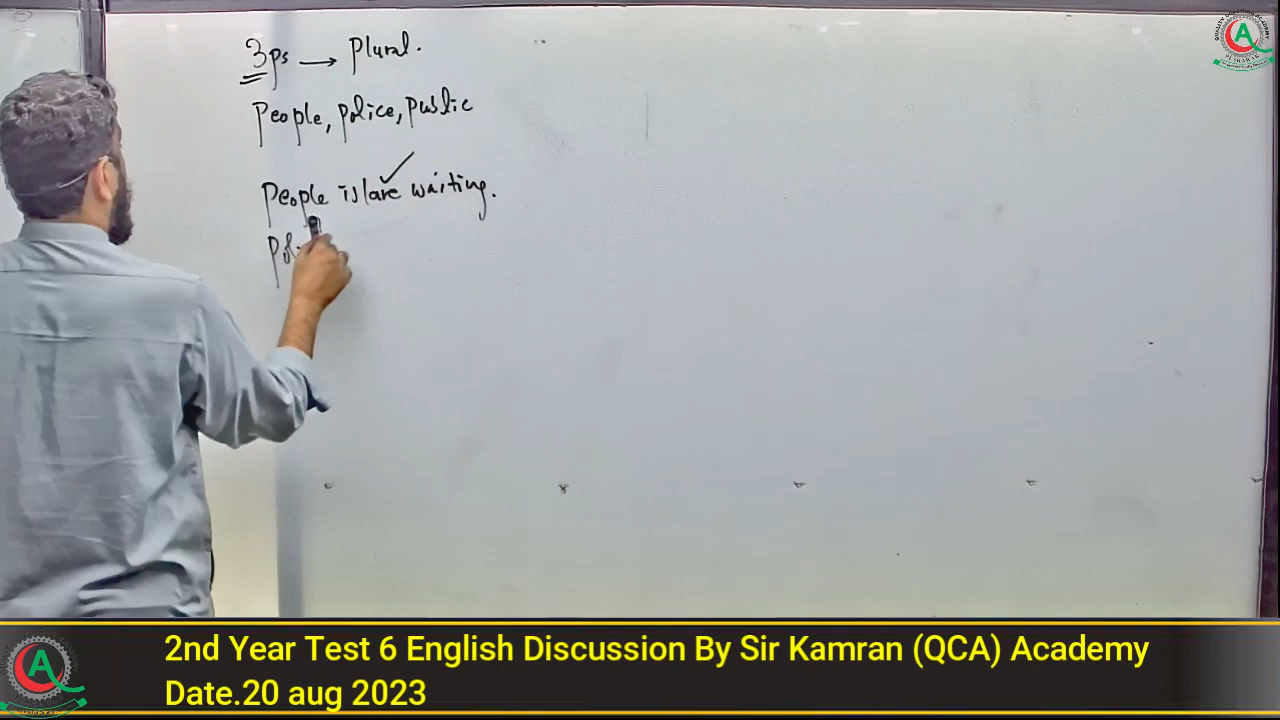 3ps → Plural.
People, police, public
People is/are ✓ waiting.
Pol
2nd Year Test 6 English Discussion By Sir Kamran (QCA) Academy
Date.20 aug 2023